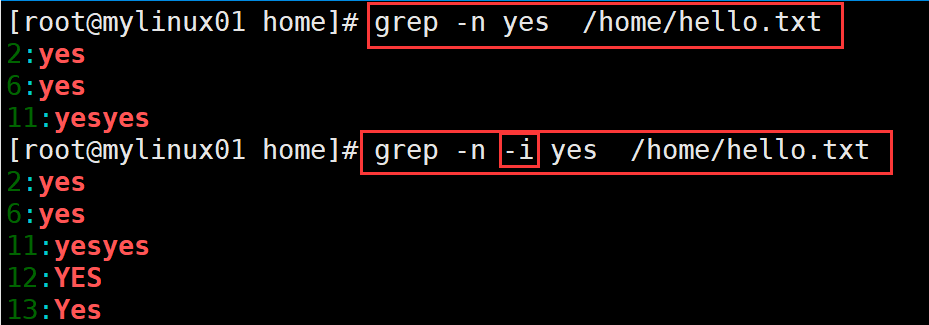 [root@mylinux01 home]# grep -n yes  /home/hello.txt
2:yes
6:yes
11:yesyes
[root@mylinux01 home]# grep -n -i yes  /home/hello.txt
2:yes
6:yes
11:yesyes
12:YES
13:Yes